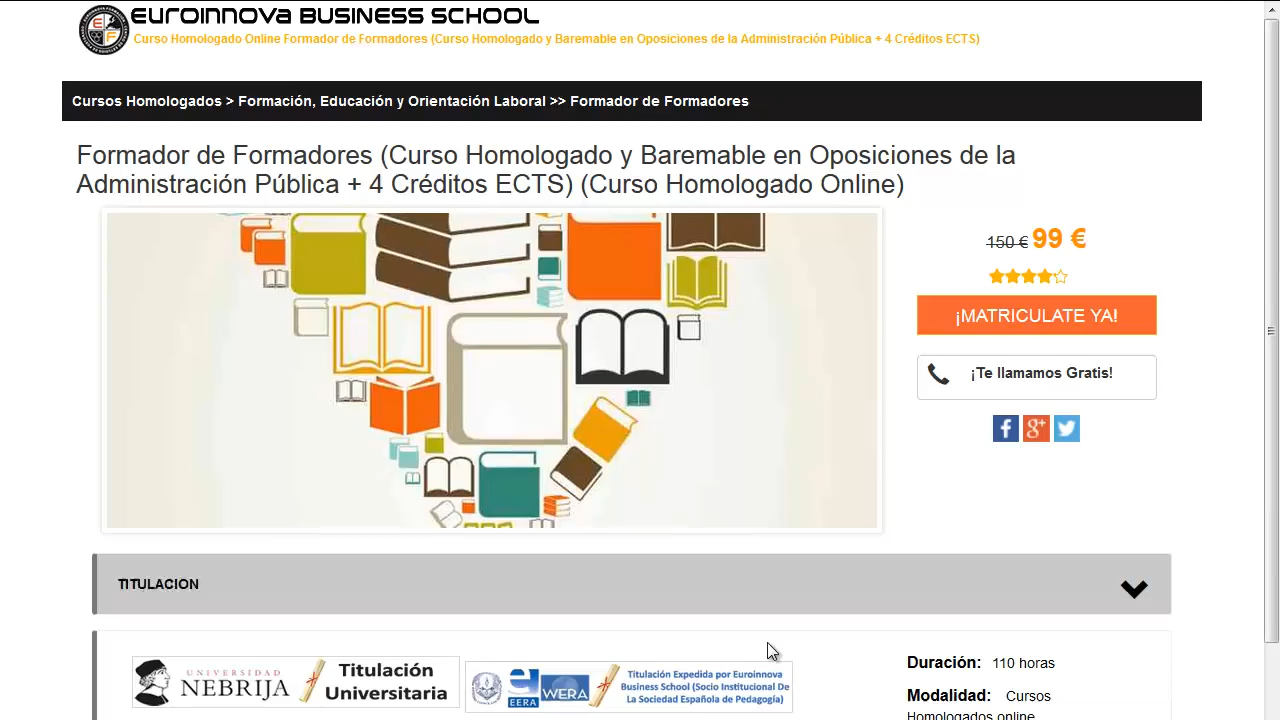 EUROINNOVA BUSINESS SCHOOL
Curso Homologado Online Formador de Formadores (Curso Homologado y Baremable en Oposiciones de la Administración Pública + 4 Créditos ECTS)
Cursos Homologados > Formación, Educación y Orientación Laboral >> Formador de Formadores
Formador de Formadores (Curso Homologado y Baremable en Oposiciones de la
Administración Pública + 4 Créditos ECTS) (Curso Homologado Online)
150 € 99 €
¡MATRICULATE YA!
¡Te llamamos Gratis!
TITULACION
UNIVERSIDAD
NEBRIJA
Titulación
Universitaria
EERA
WERA
Titulación Expedida por Euroinnova
Business School (Socio Institucional De
La Sociedad Española de Pedagogía)
Duración: 110 horas
Modalidad: Cursos
Homologados online